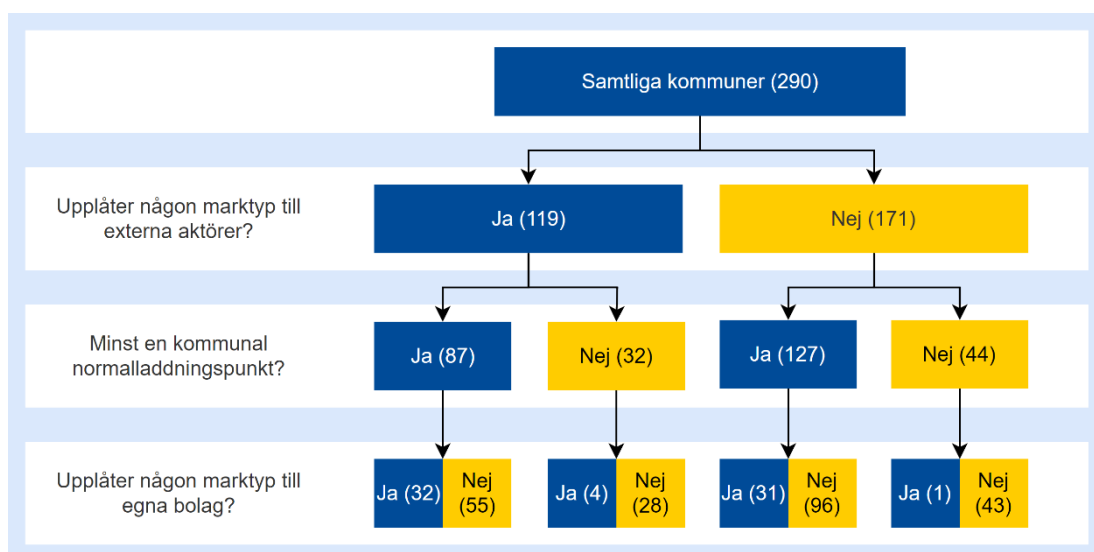 Samtliga kommuner (290)
Upplåter någon marktyp till
externa aktörer?
Ja (119)
Nej (171)
Minst en kommunal
normalladdningspunkt?
Ja (87)
Nej (32)
Ja (127)
Nej (44)
Upplåter någon marktyp till
egna bolag?
Ja (32)
Nej
(55)
Ja (4)
Nej
(28)
Ja (31)
Nej
(96)
Ja (1)
Nej
(43)